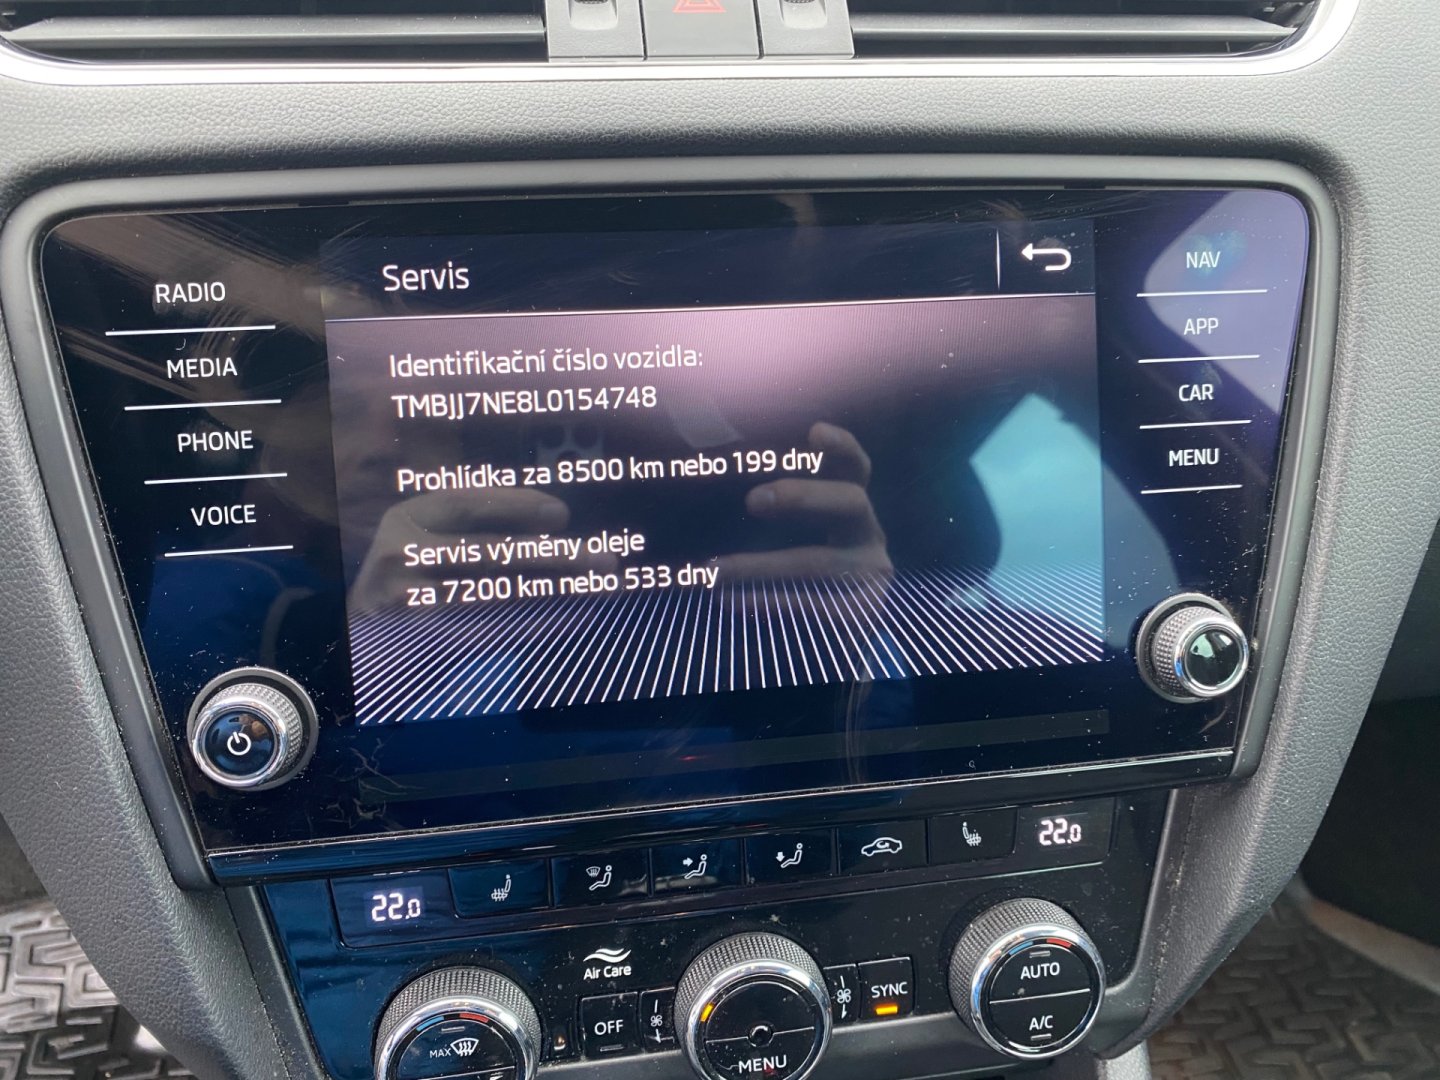 Servis
RADIO
MEDIA
PHONE
VOICE
Identifikační číslo vozidla:
TMBJJ7NE8L0154748
Prohlídka za 8500 km nebo 199 dny
Servis výměny oleje
za 7200 km nebo 533 dny
NAV
APP
CAR
MENU
22.0
22.0
Air Care
MAX
OFF
MENU
SYNC
AUTO
A/C